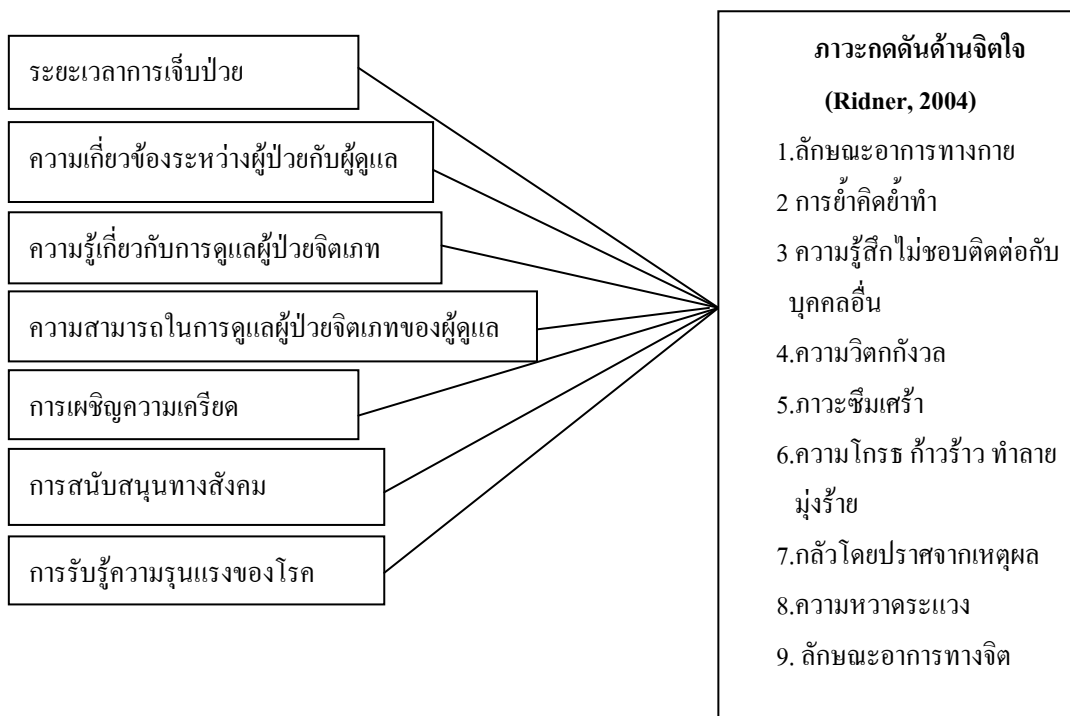 ระยะเวลาการเจ็บป่วย
ความเกี่ยวข้องระหว่างผู้ป่วยกับผู้ดูแล
ความรู้เกี่ยวกับการดูแลผู้ป่วยจิตเภท
ความสามารถในการดูแลผู้ป่วยจิตเภทของผู้ดูแล
การเผชิญความเครียด
การสนับสนุนทางสังคม
การรับรู้ความรุนแรงของโรค
ภาวะกดดันด้านจิตใจ
(Ridner, 2004)
1.ลักษณะอาการทางกาย
2 การย้ำคิดย้ำทำ
3 ความรู้สึกไม่ชอบติดต่อกับ
บุคคลอื่น
4.ความวิตกกังวล
5.ภาวะซึมเศร้า
6.ความโกรธ ก้าวร้าว ทำลาย
มุ่งร้าย
7.กลัวโดยปราศจากเหตุผล
8.ความหวาดระแวง
9. ลักษณะอาการทางจิต